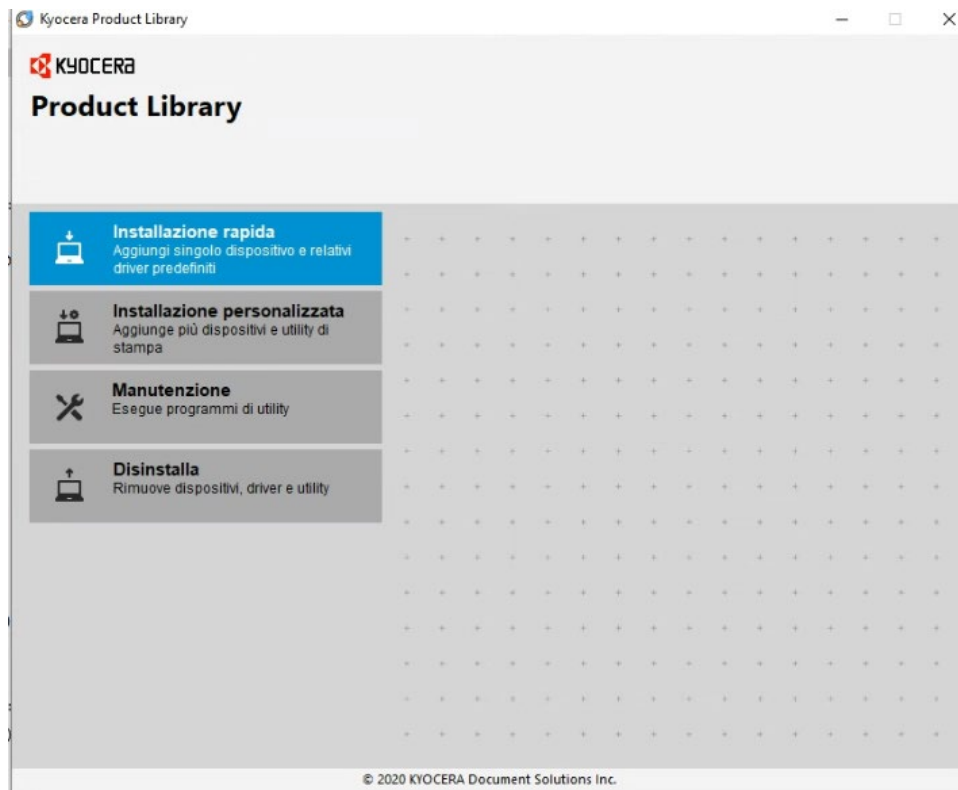 Kyocera Product Library
KYOCERA
Product Library
Installazione rapida
Aggiungi singolo dispositivo e relativi
driver predefiniti
Installazione personalizzata
Aggiunge più dispositivi e utility di
stampa
Manutenzione
Esegue programmi di utility
Disinstalla
Rimuove dispositivi, driver e utility
© 2020 KYOCERA Document Solutions Inc.